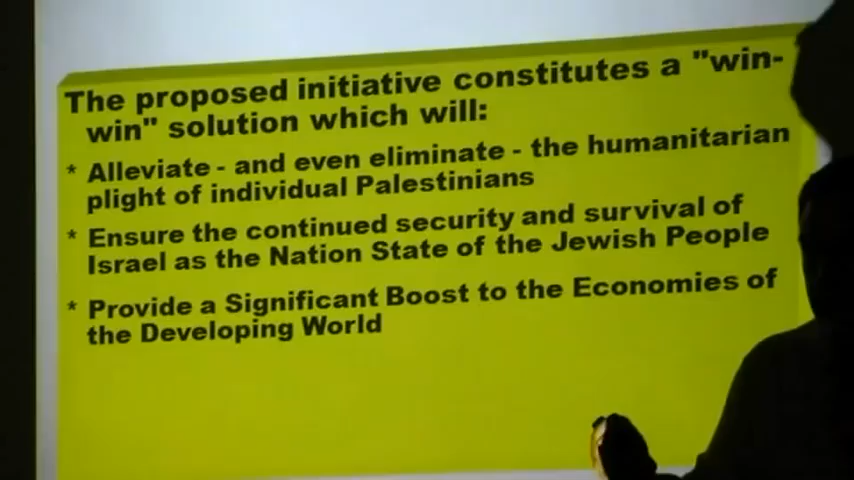 The proposed initiative constitutes a "win-
win" solution which will:
* Alleviate - and even eliminate - the humanitarian
plight of individual Palestinians
* Ensure the continued security and survival of
Israel as the Nation State of the Jewish People
* Provide a Significant Boost to the Economies of
the Developing World